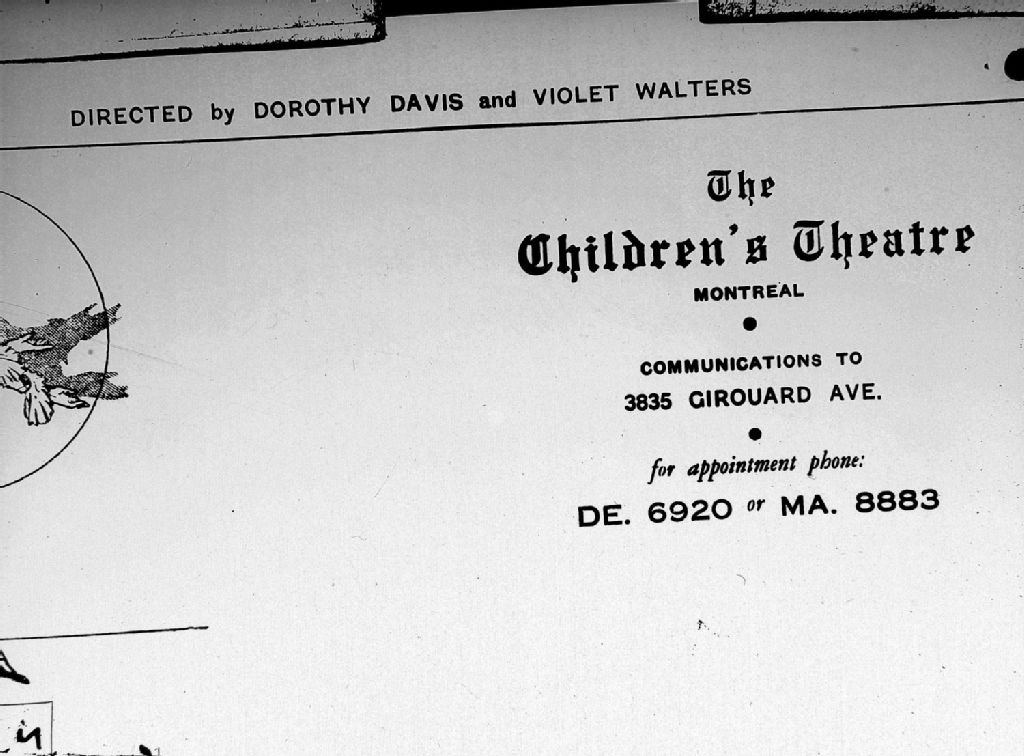 DIRECTED by DOROTHY DAVIS and VIOLET WALTERS
The
Children's Theatre
MONTREAL
COMMUNICATIONS TO
3835 GIROUARD AVE.
for appointment phone:
DE. 6920 or MA. 8883